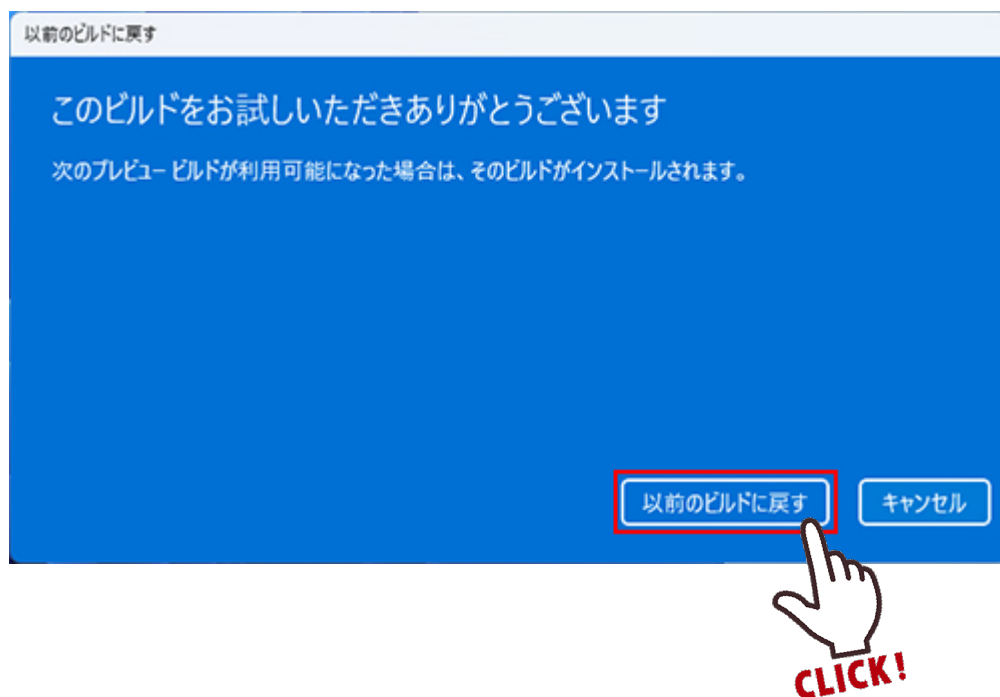 以前のビルドに戻す
このビルドをお試しいただきありがとうございます
次のプレビュー ビルドが利用可能になった場合は、そのビルドがインストールされます。
以前のビルドに戻す
キャンセル
CLICK!